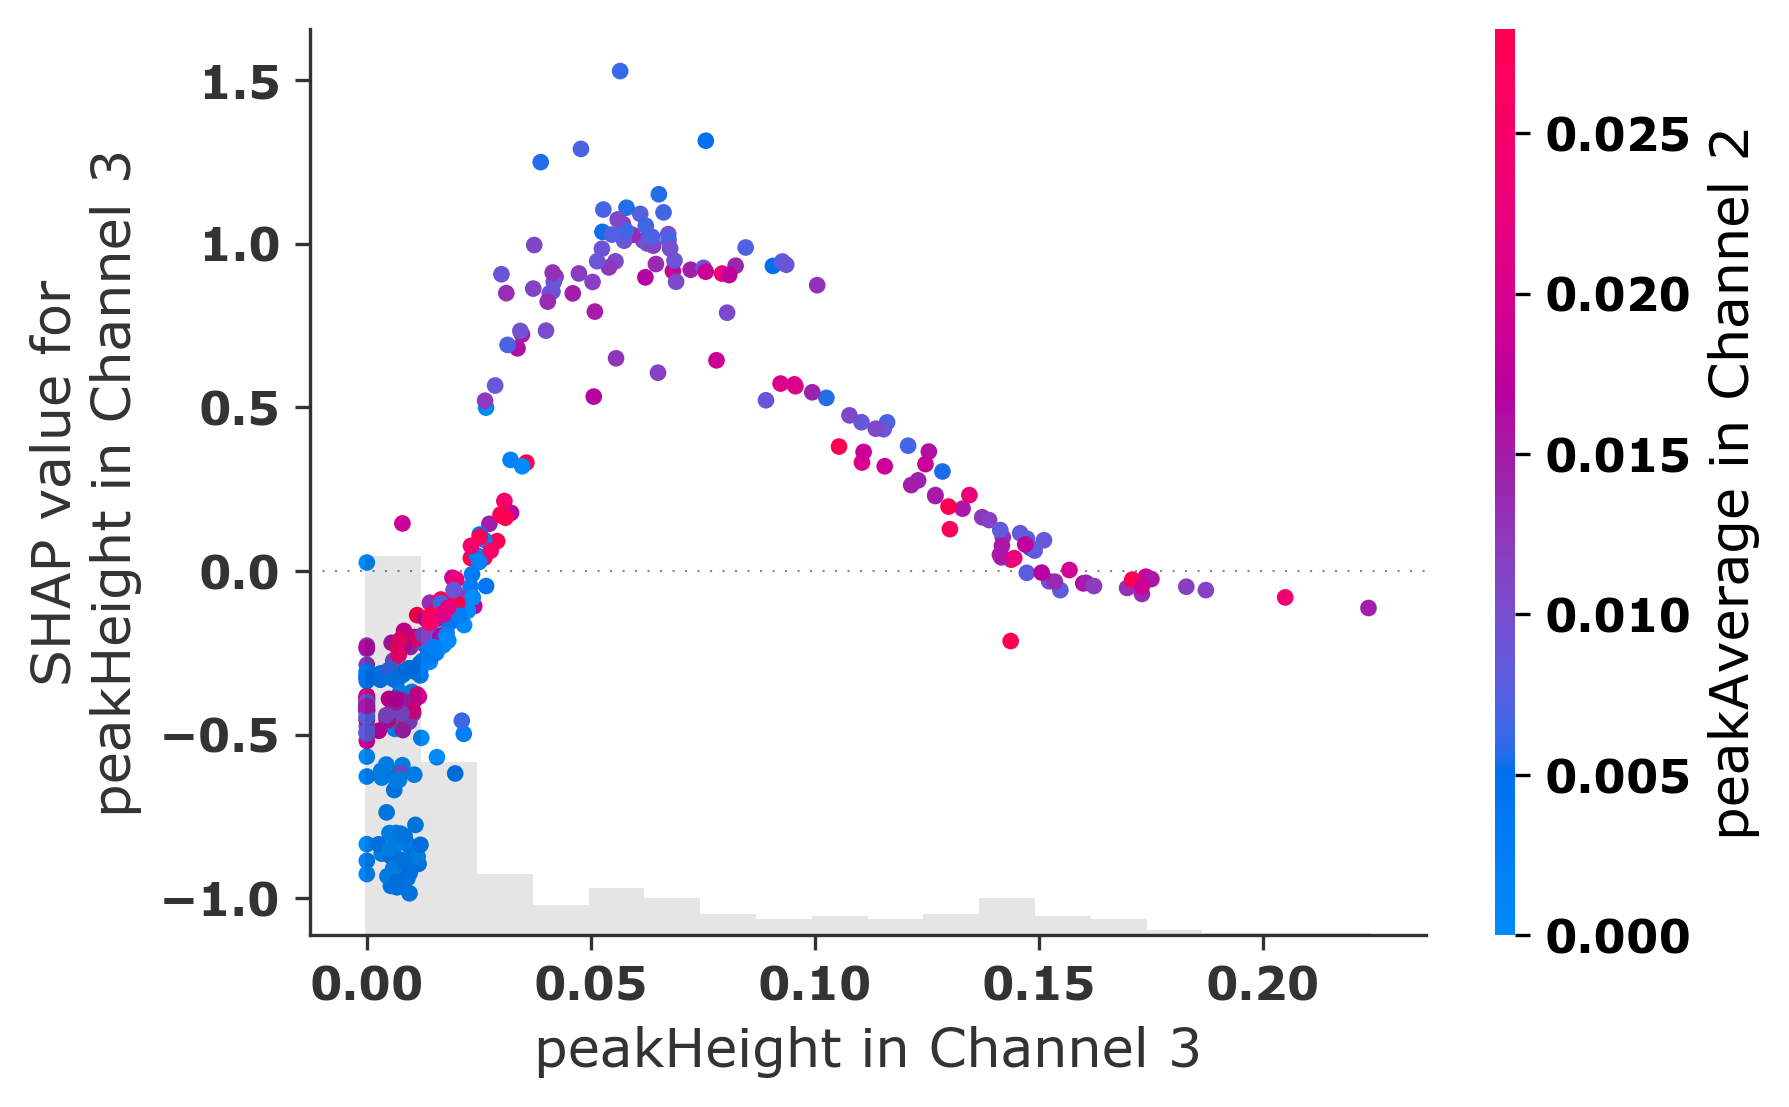 SHAP value for
peakHeight in Channel 3
1.5
1.0
0.5
0.0
−0.5
−1.0
0.00 0.05 0.10 0.15 0.20
peakHeight in Channel 3
0.025
0.020
0.015
0.010
0.005
0.000
peakAverage in Channel 2